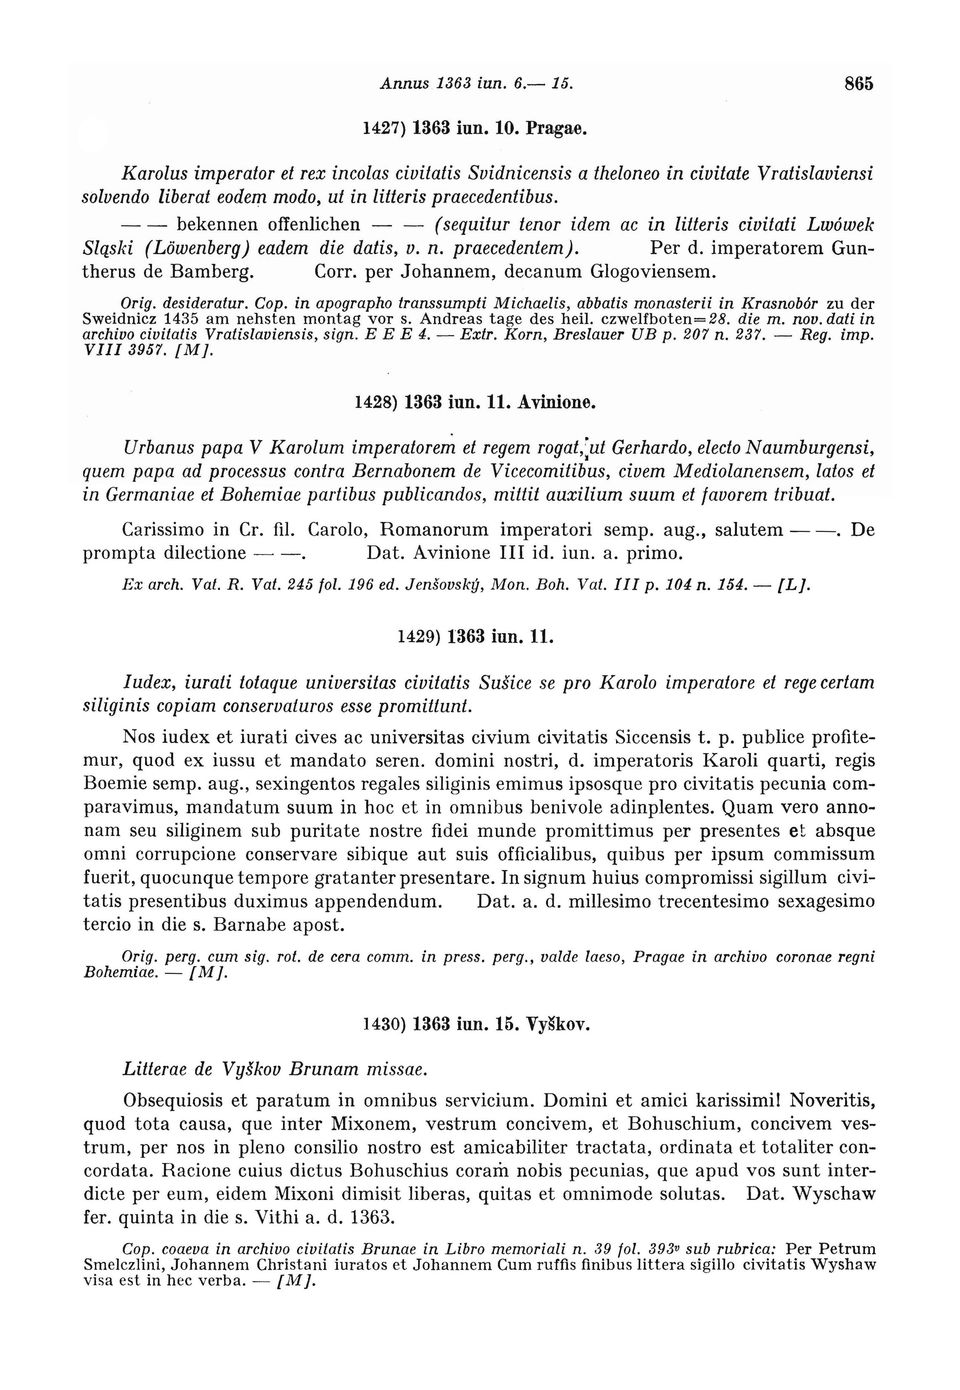 Annus 1363 iun. 6.— 15. 865
1427) 1363 iun. 10. Pragae.
Karolus imperator et rex incolas civitatis Svidnicensis a theloneo in civitate Vratislaviensi
solvendo liberat eodem modo, ut in litteris praecedentibus.
— — bekennen offenlichen — — (sequitur tenor idem ac in litteris civitati Lwówek
Sląski (Löwenberg) eadem die datis, v. n. praecedentem). Per d. imperatorem Gun-
therus de Bamberg. Corr. per Johannem, decanum Glogoviensem.
Orig. desideratur. Cop. in apographo transsumpti Michaelis, abbatis monasterii in Krasnobór zu der
Sweidnicz 1435 am nehsten montag vor s. Andreas tage des heil. czwelfboten=28. die m. nov. dati in
archivo civitatis Vratislaviensis, sign. E E E 4. — Extr. Korn, Breslauer UB p. 207 n. 237. — Reg. imp.
VIII 3957. [M].
1428) 1363 iun. 11. Avinione.
Urbanus papa V Karolum imperatorem et regem rogat, ut Gerhardo, electo Naumburgensi,
quem papa ad processus contra Bernabonem de Vicecomitibus, civem Mediolanensem, latos et
in Germaniae et Bohemiae partibus publicandos, mittit auxilium suum et favorem tribuat.
Carissimo in Cr. fil. Carolo, Romanorum imperatori semp. aug., salutem — —. De
prompta dilectione — —. Dat. Avinione III id. iun. a. primo.
Ex arch. Vat. R. Vat. 245 fol. 196 ed. Jenšovský, Mon. Boh. Vat. III p. 104 n. 154. — [L].
1429) 1363 iun. 11.
Iudex, iurati totaque universitas civitatis Sušice se pro Karolo imperatore et rege certam
siliginis copiam conservaturos esse promittunt.
Nos iudex et iurati cives ac universitas civium civitatis Siccensis t. p. publice profite-
mur, quod ex iussu et mandato seren. domini nostri, d. imperatoris Karoli quarti, regis
Boemie semp. aug., sexingentos regales siliginis emimus ipsosque pro civitatis pecunia com-
paravimus, mandatum suum in hoc et in omnibus benivole adinplentes. Quam vero anno-
nam seu siliginem sub puritate nostre fidei munde promittimus per presentes et absque
omni corrupcione conservare sibique aut suis officialibus, quibus per ipsum commissum
fuerit, quocunque tempore gratanter presentare. In signum huius compromissi sigillum civi-
tatis presentibus duximus appendendum. Dat. a. d. millesimo trecentesimo sexagesimo
tercio in die s. Barnabe apost.
Orig. perg. cum sig. rot. de cera comm. in press. perg., valde laeso, Pragae in archivo coronae regni
Bohemiae. — [M].
1430) 1363 iun. 15. Vyškov.
Litterae de Vyškov Brunam missae.
Obsequiosis et paratum in omnibus servicium. Domini et amici karissimi! Noveritis,
quod tota causa, que inter Mixonem, vestrum concivem, et Bohuschium, concivem ves-
trum, per nos in pleno consilio nostro est amicabiliter tractata, ordinata et totaliter con-
cordata. Racione cuius dictus Bohuschius coram nobis pecunias, que apud vos sunt inter-
dicte per eum, eidem Mixoni dimisit liberas, quitas et omnimode solutas. Dat. Wyschaw
fer. quinta in die s. Vithi a. d. 1363.
Cop. coaeva in archivo civitatis Brunae in Libro memoriali n. 39 fol. 393v sub rubrica: Per Petrum
Smelczlini, Johannem Christani iuratos et Johannem Cum ruffis finibus littera sigillo civitatis Wyshaw
visa est in hec verba. — [M].